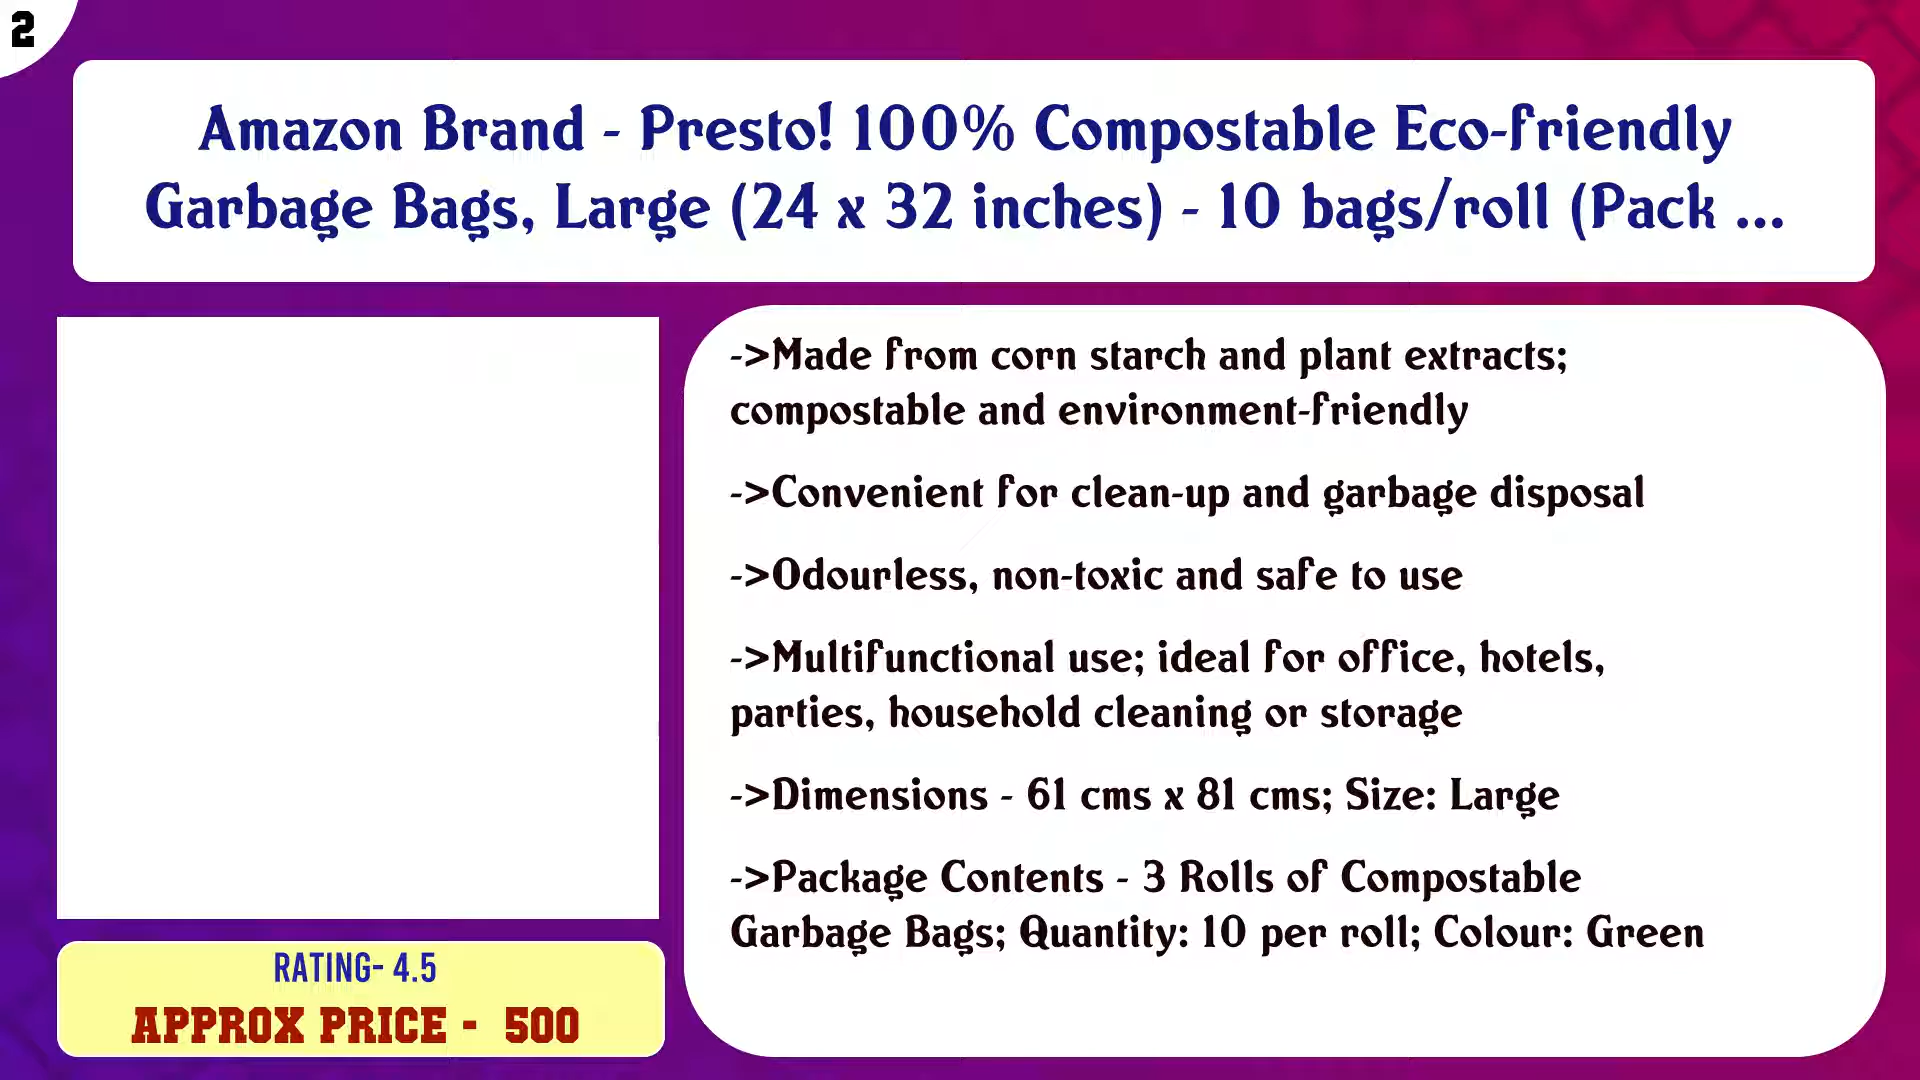 2
Amazon Brand - Presto! 100% Compostable Eco-friendly
Garbage Bags, Large (24 x 32 inches) - 10 bags/roll (Pack ...
->Made from corn starch and plant extracts;
compostable and environment-friendly
->Convenient for clean-up and garbage disposal
->Odourless, non-toxic and safe to use
->Multifunctional use; ideal for office, hotels,
parties, household cleaning or storage
->Dimensions - 61 cms x 81 cms; Size: Large
->Package Contents - 3 Rolls of Compostable
Garbage Bags; Quantity: 10 per roll; Colour: Green
RATING- 4.5
APPROX PRICE - 500